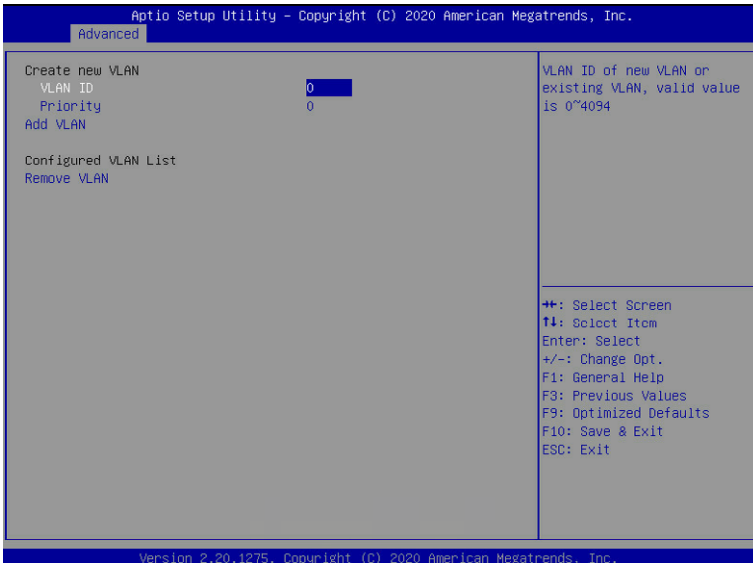 Aptio Setup Utility – Copyright (C) 2020 American Megatrends, Inc.
Advanced
Create new VLAN
VLAN ID 0
Priority 0
Add VLAN
Configured VLAN List
Remove VLAN
VLAN ID of new VLAN or
existing VLAN, valid value
is 0~4094
→←: Select Screen
↑↓: Select Item
Enter: Select
+/-: Change Opt.
F1: General Help
F3: Previous Values
F9: Optimized Defaults
F10: Save & Exit
ESC: Exit
Version 2.20.1275. Copyright (C) 2020 American Megatrends, Inc.